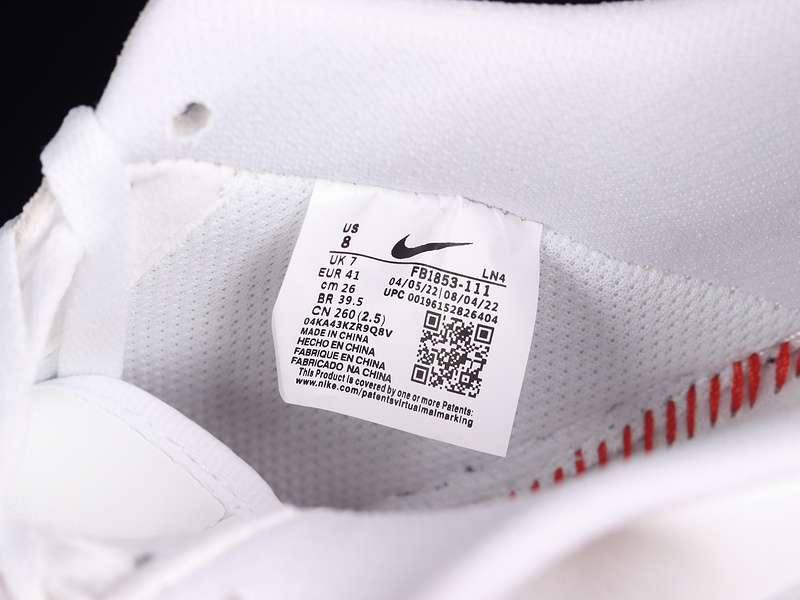 US
8
UK 7
LN4
EUR 41
FB1853-111
cm 26
04/05/22|08/04/22
BR 39.5
UPC 00196152826404
CN 260 (2.5)
04KA43KZR9Q8V
MADE IN CHINA
HECHO EN CHINA
FABRIQUE EN CHINA
FABRICADO NA CHINA
This Product is covered by one or more Patents:
www.nike.com/patentsvirtualmalmarking